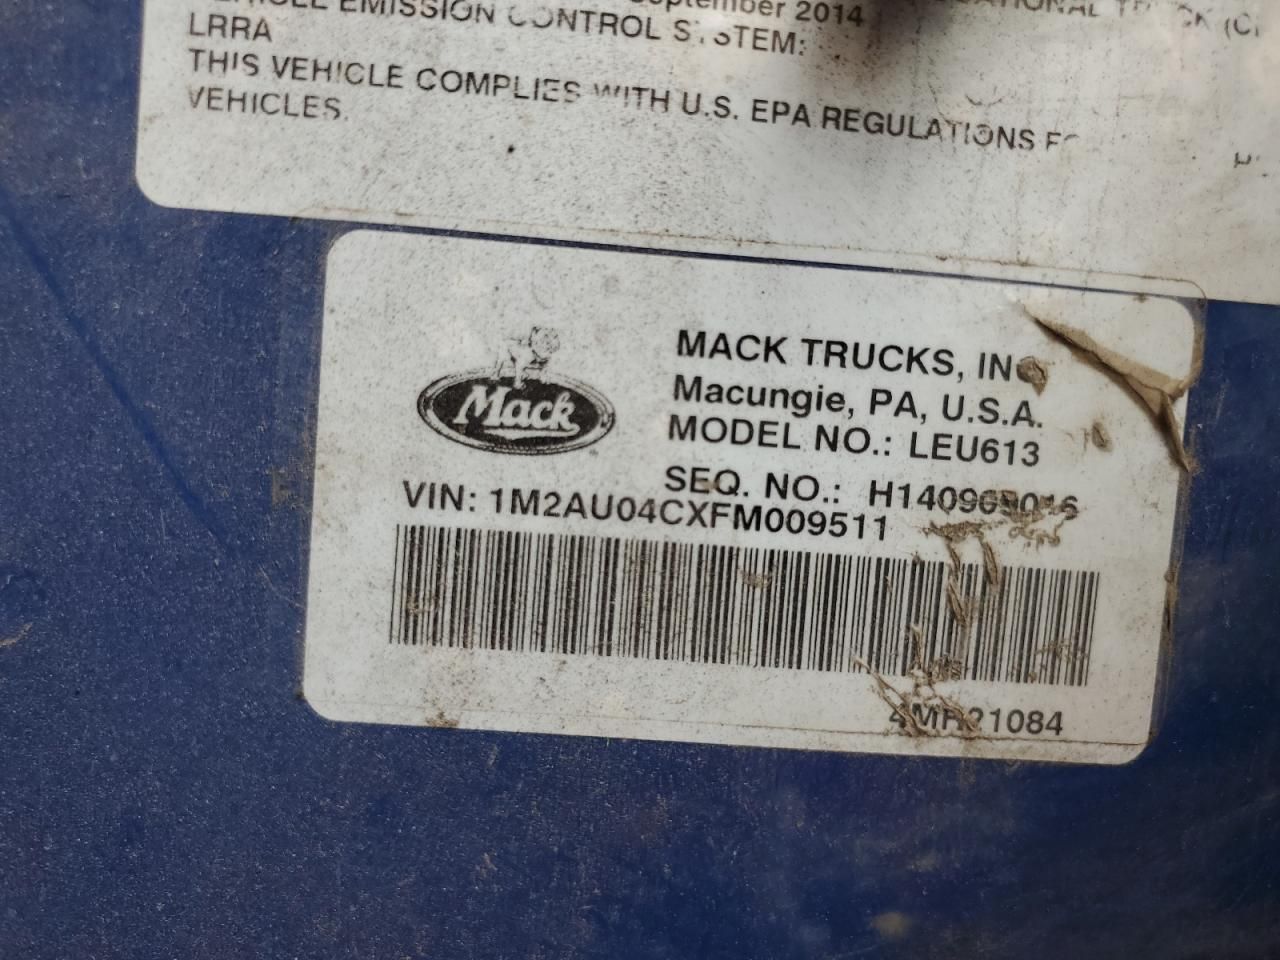 September 2014
EMISSION CONTROL SYSTEM:
LRRA
THIS VEHICLE COMPLIES WITH U.S. EPA REGULATIONS
VEHICLES.
Mack
MACK TRUCKS, INC
Macungie, PA, U.S.A.
MODEL NO.: LEU613
SEQ. NO.:
VIN: 1M2AU04CXFM009511